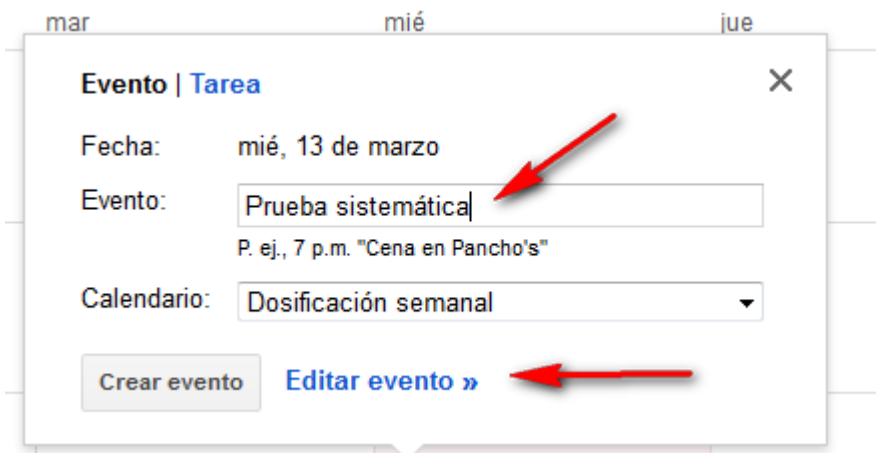 mar mié jue
Evento | Tarea
Fecha: mié, 13 de marzo
Evento: Prueba sistemática
P. ej., 7 p.m. "Cena en Pancho's"
Calendario: Dosificación semanal
Crear evento Editar evento »